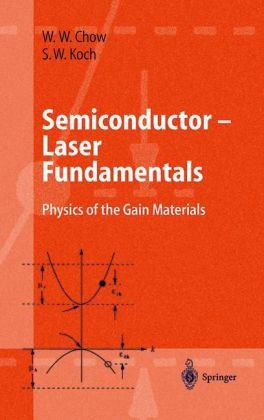 W. W. Chow
S. W. Koch
Semiconductor –
Laser
Fundamentals
Physics of the Gain Materials
k
Springer